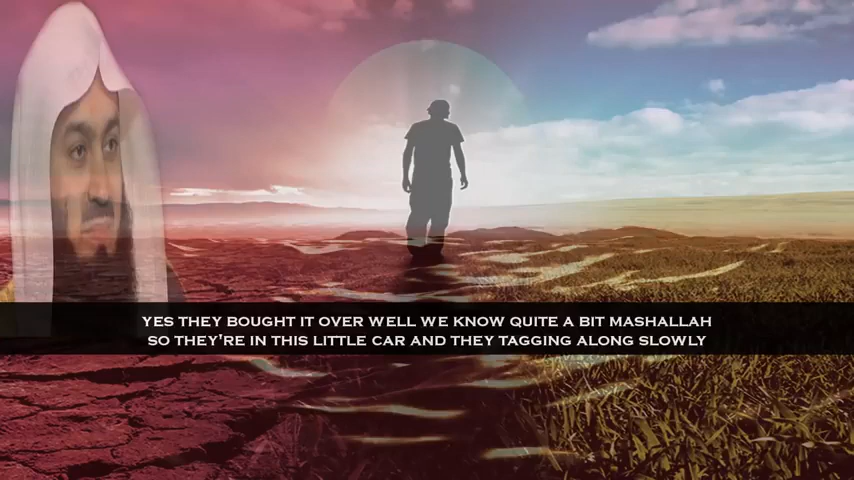 YES THEY BOUGHT IT OVER WELL WE KNOW QUITE A BIT MASHALLAH
SO THEY'RE IN THIS LITTLE CAR AND THEY TAGGING ALONG SLOWLY